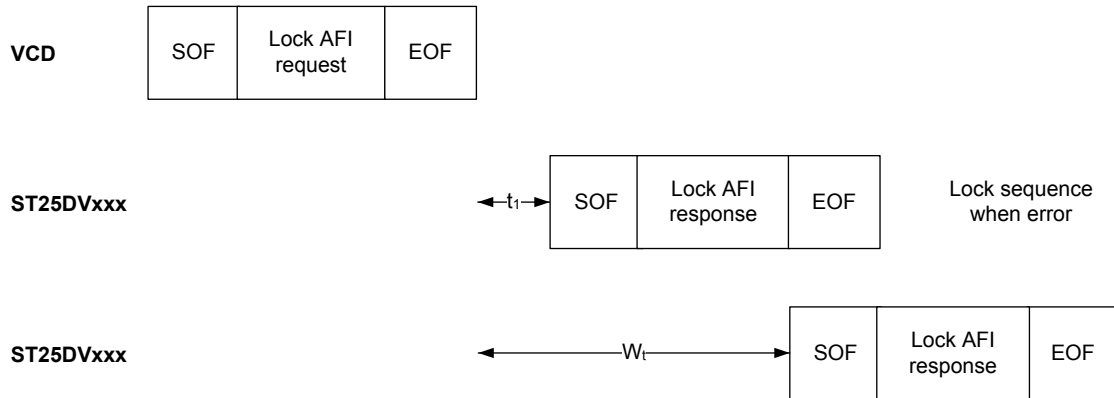 VCD
SOF
Lock AFI
request
EOF
ST25DVxxx
t1
SOF
Lock AFI
response
EOF
Lock sequence
when error
ST25DVxxx
Wt
SOF
Lock AFI
response
EOF